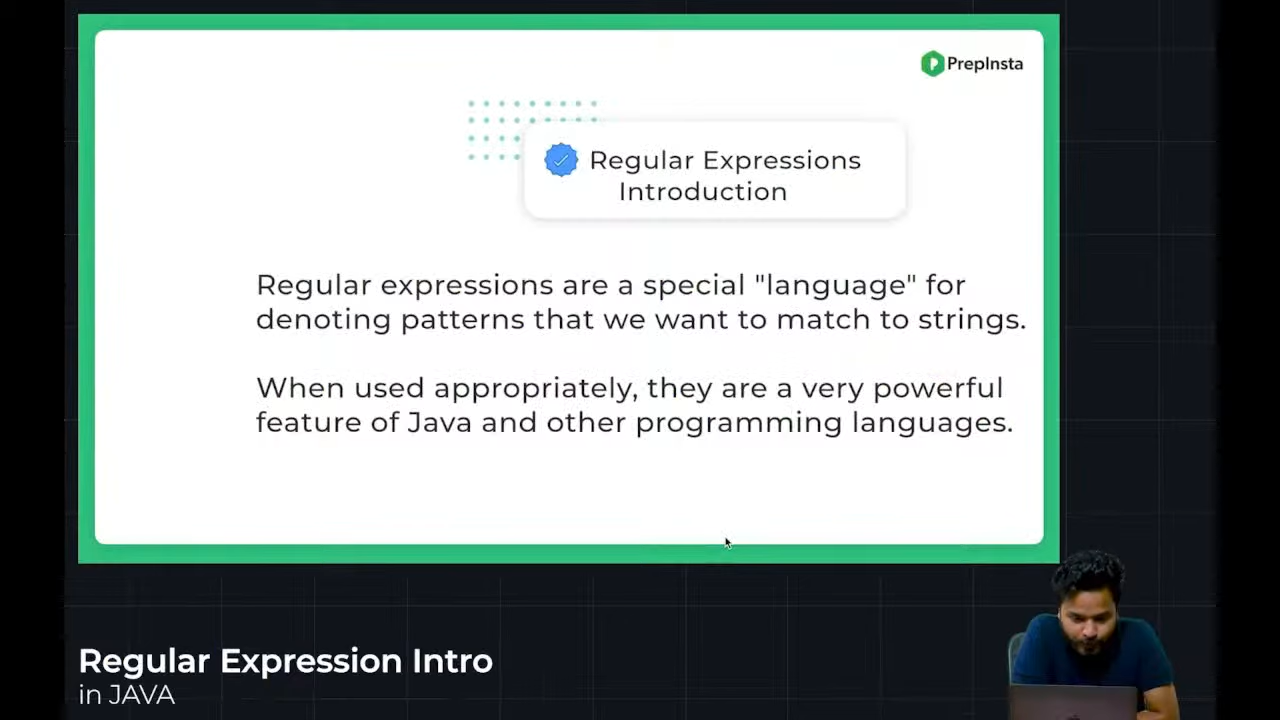 PrepInsta
Regular Expressions
Introduction
Regular expressions are a special "language" for
denoting patterns that we want to match to strings.
When used appropriately, they are a very powerful
feature of Java and other programming languages.
Regular Expression Intro
in JAVA